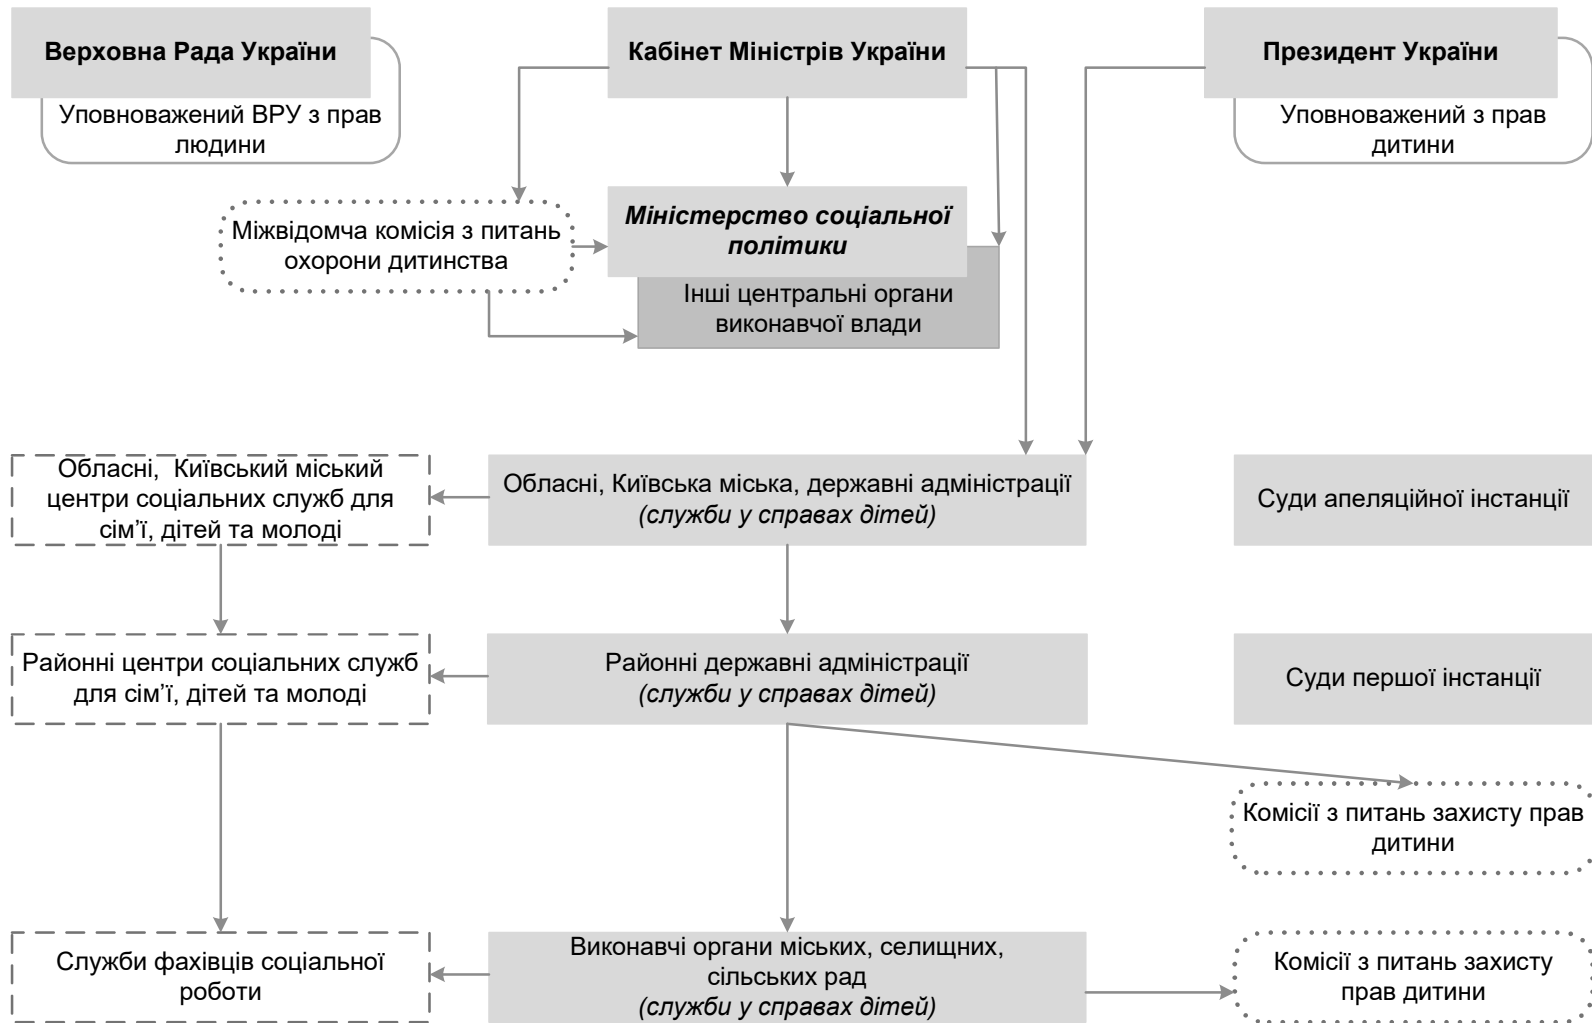 Верховна Рада України
Уповноважений ВРУ з прав
людини
Кабінет Міністрів України
Президент України
Уповноважений з прав
дитини
Міжвідомча комісія з питань
охорони дитинства
Міністерство соціальної
політики
Інші центральні органи
виконавчої влади
Обласні, Київський міський
центри соціальних служб для
сім’ї, дітей та молоді
Обласні, Київська міська, державні адміністрації
(служби у справах дітей)
Суди апеляційної інстанції
Районні центри соціальних служб
для сім’ї, дітей та молоді
Районні державні адміністрації
(служби у справах дітей)
Суди першої інстанції
Комісії з питань захисту прав
дитини
Служби фахівців соціальної
роботи
Виконавчі органи міських, селищних,
сільських рад
(служби у справах дітей)
Комісії з питань захисту
прав дитини